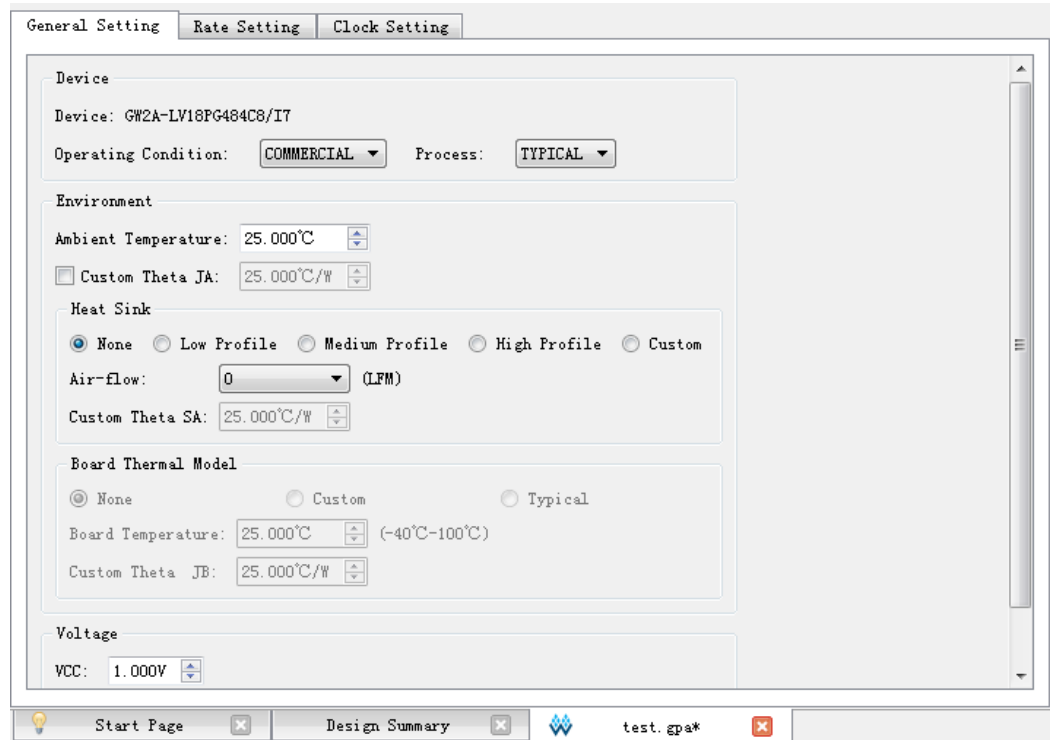 General Setting Rate Setting Clock Setting
Device
Device: GW2A-LV18PG484C8/I7
Operating Condition: COMMERCIAL Process: TYPICAL
Environment
Ambient Temperature: 25.000℃
Custom Theta JA: 25.000℃/W
Heat Sink
None Low Profile Medium Profile High Profile Custom
Air-flow: 0 (LFM)
Custom Theta SA: 25.000℃/W
Board Thermal Model
None Custom Typical
Board Temperature: 25.000℃ (-40℃-100℃)
Custom Theta JB: 25.000℃/W
Voltage
VCC: 1.000V
Start Page Design Summary test.gpa*